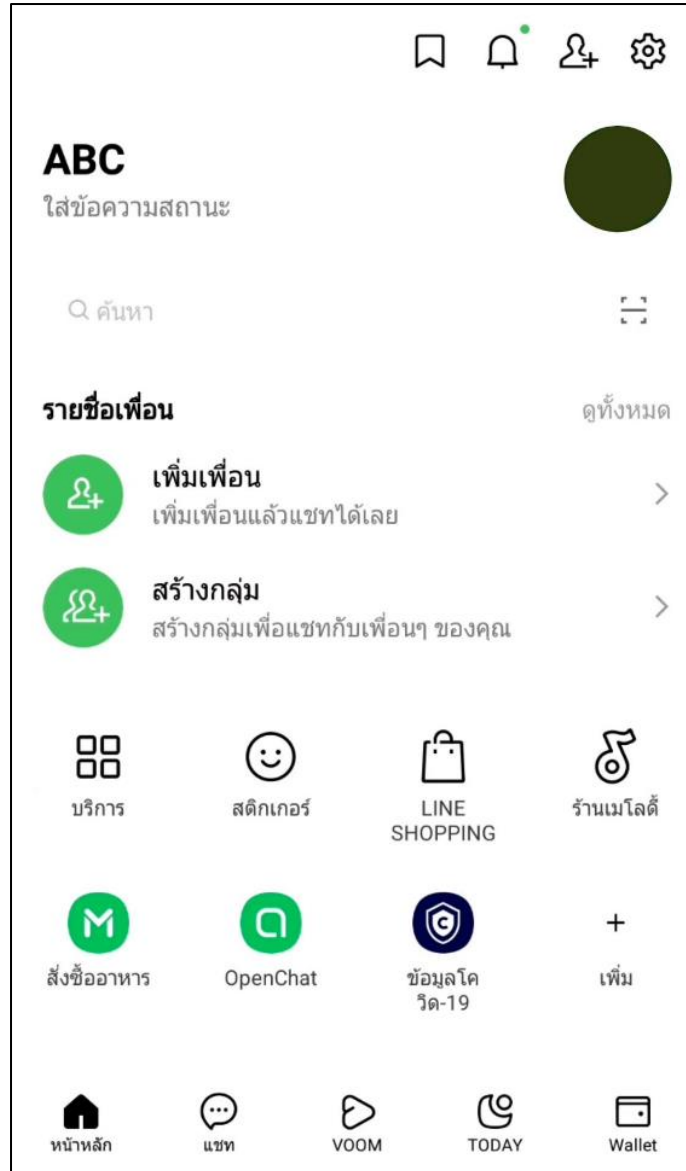 ABC
ใส่ข้อความสถานะ
ค้นหา
รายชื่อเพื่อน
ดูทั้งหมด
เพิ่มเพื่อน
เพิ่มเพื่อนแล้วแชทได้เลย
สร้างกลุ่ม
สร้างกลุ่มเพื่อแชทกับเพื่อนๆ ของคุณ
บริการ
สติกเกอร์
LINE
SHOPPING
ร้านเมโลดี้
สั่งซื้ออาหาร
OpenChat
ข้อมูลโค
วิด-19
เพิ่ม
หน้าหลัก
แชท
VOOM
TODAY
Wallet